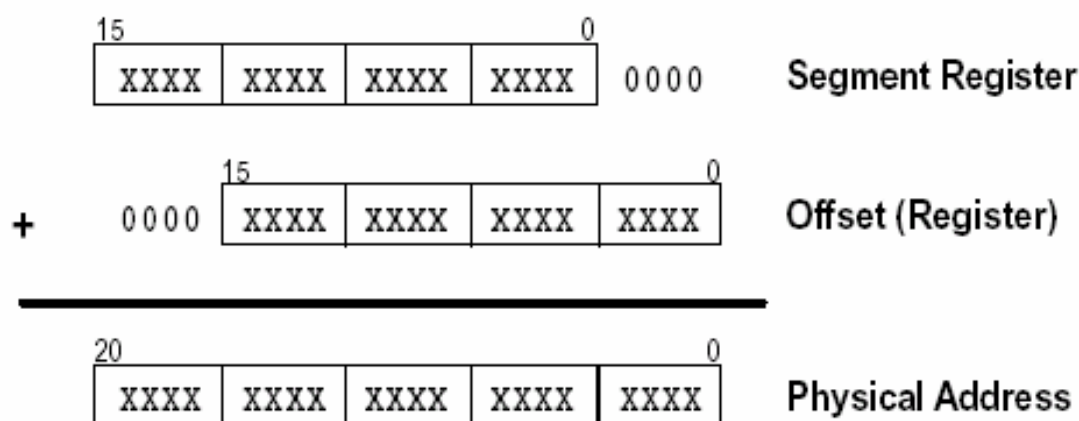 15 0
XXXX XXXX XXXX XXXX 0000 Segment Register
15 0
+ 0000 XXXX XXXX XXXX XXXX Offset (Register)
20 0
XXXX XXXX XXXX XXXX XXXX Physical Address